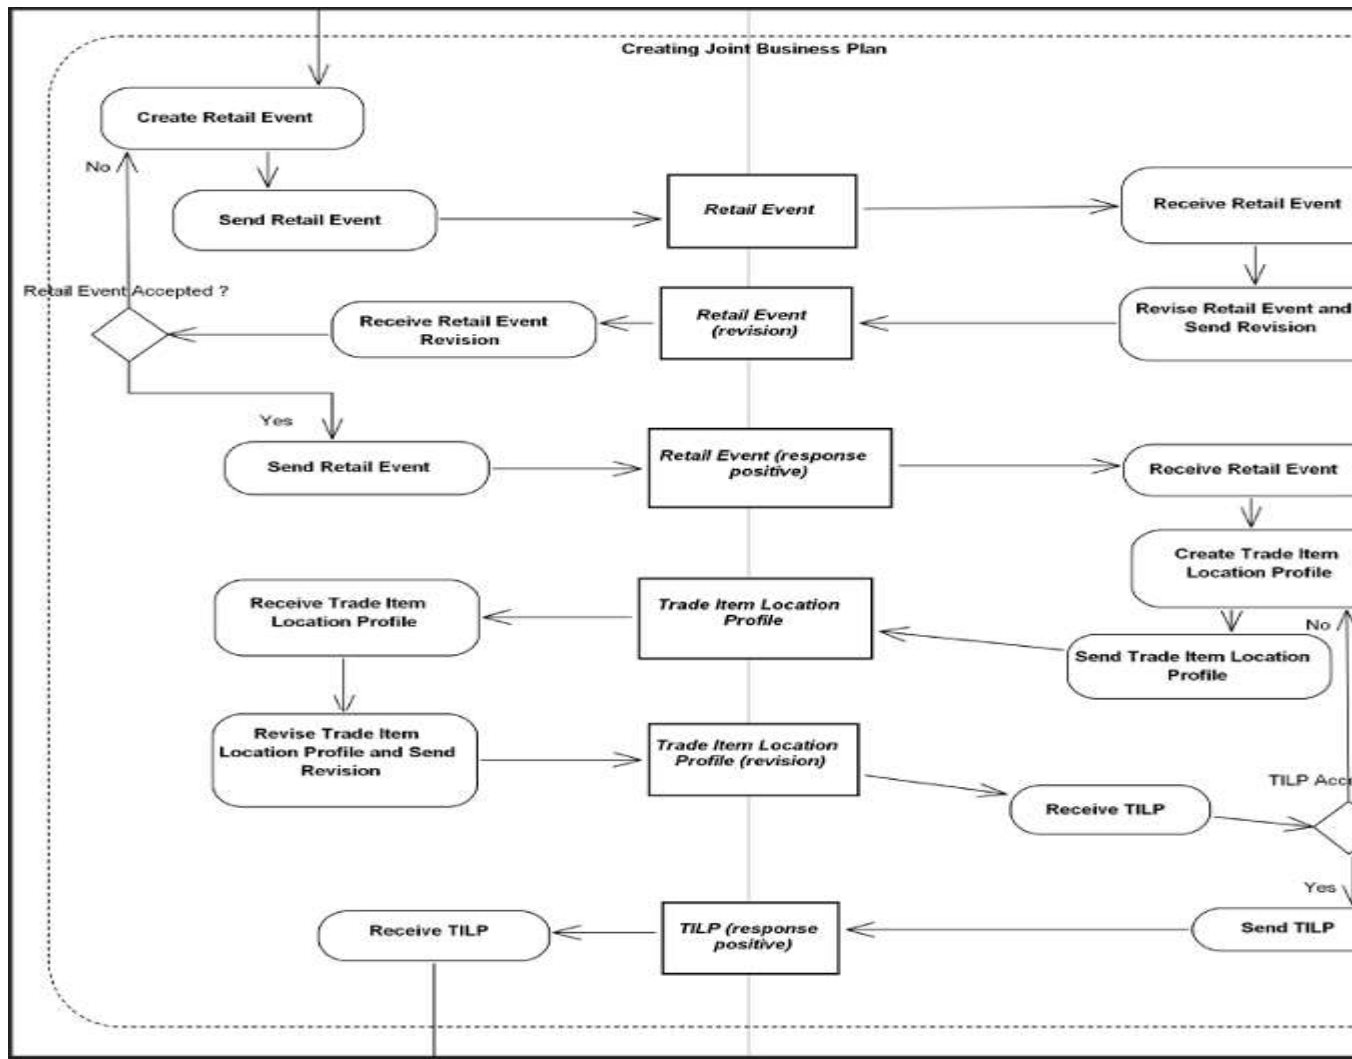 Creating Joint Business Plan
Create Retail Event
No
Send Retail Event
Retail Event
Receive Retail Event
Retail Event Accepted ?
Receive Retail Event
Revision
Retail Event
(revision)
Revise Retail Event and
Send Revision
Yes
Send Retail Event
Retail Event (response
positive)
Receive Retail Event
Create Trade Item
Location Profile
Receive Trade Item
Location Profile
Trade Item Location
Profile
No
Send Trade Item Location
Profile
Revise Trade Item
Location Profile and Send
Revision
Trade Item Location
Profile (revision)
TILP
Receive TILP
Yes
Receive TILP
TILP (response
positive)
Send TILP